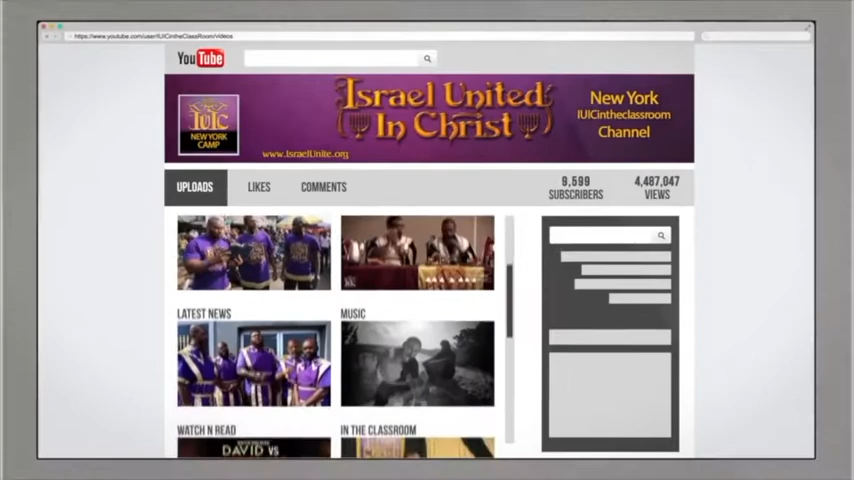 https://www.youtube.com/user/IUICintheClassRoom/videos
YouTube
Israel United
In Christ
New York
IUICintheclassroom
Channel
IUIC
NEW YORK
CAMP
www.IsraelUnite.org
UPLOADS
LIKES
COMMENTS
9,599
SUBSCRIBERS
4,487,047
VIEWS
LATEST NEWS
MUSIC
WATCH N READ
IN THE CLASSROOM
DAVID VS